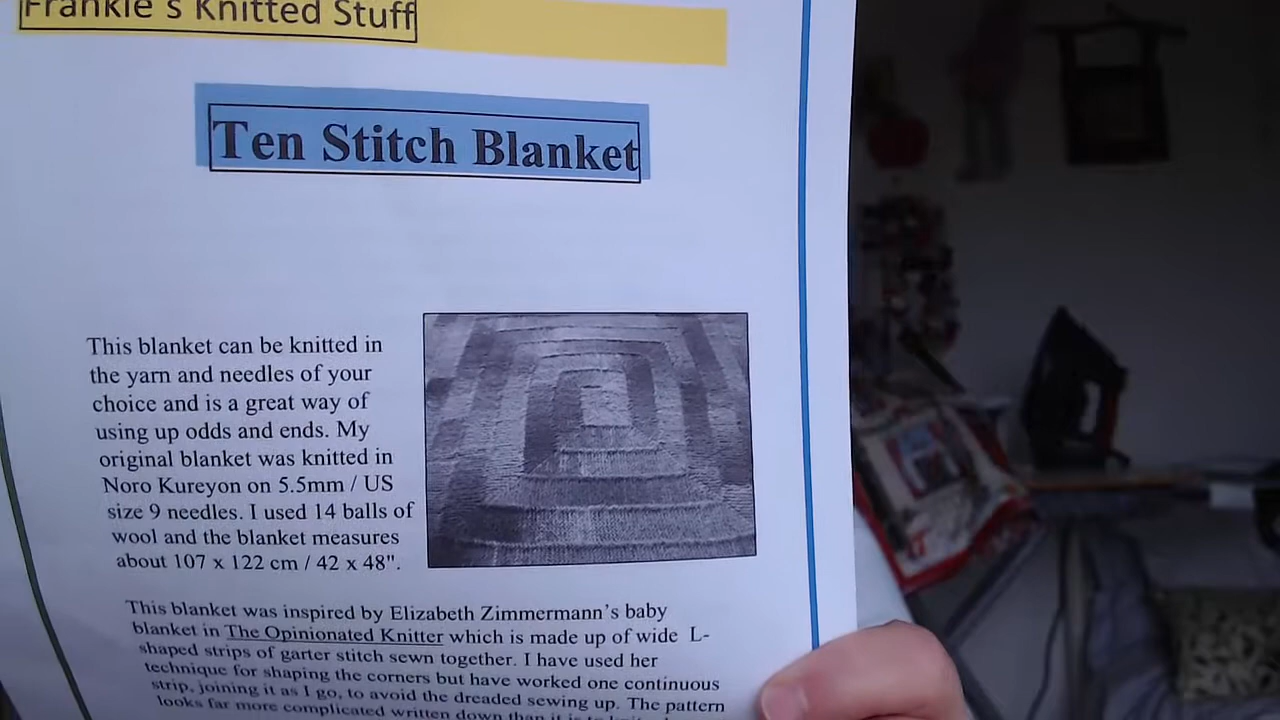 Frankie's Knitted Stuff
Ten Stitch Blanket
This blanket can be knitted in
the yarn and needles of your
choice and is a great way of
using up odds and ends. My
original blanket was knitted in
Noro Kureyon on 5.5mm / US
size 9 needles. I used 14 balls of
wool and the blanket measures
about 107 x 122 cm / 42 x 48".
This blanket was inspired by Elizabeth Zimmermann's baby
blanket in The Opinionated Knitter which is made up of wide L-
shaped strips of garter stitch sewn together. I have used her
technique for shaping the corners but have worked one continuous
strip, joining it as I go, to avoid the dreaded sewing up. The pattern
looks far more complicated written down than it is to